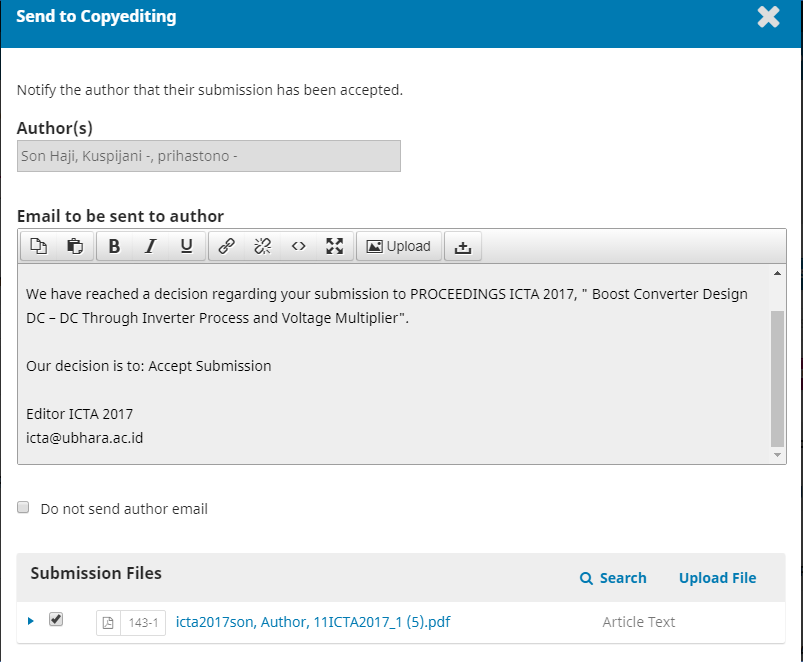 Send to Copyediting
Notify the author that their submission has been accepted.
Author(s)
Son Haji, Kuspijani -, prihastono -
Email to be sent to author
B I U Upload
We have reached a decision regarding your submission to PROCEEDINGS ICTA 2017, " Boost Converter Design
DC – DC Through Inverter Process and Voltage Multiplier".
Our decision is to: Accept Submission
Editor ICTA 2017
icta@ubhara.ac.id
Do not send author email
Submission Files Search Upload File
143-1 icta2017son, Author, 11ICTA2017_1 (5).pdf Article Text